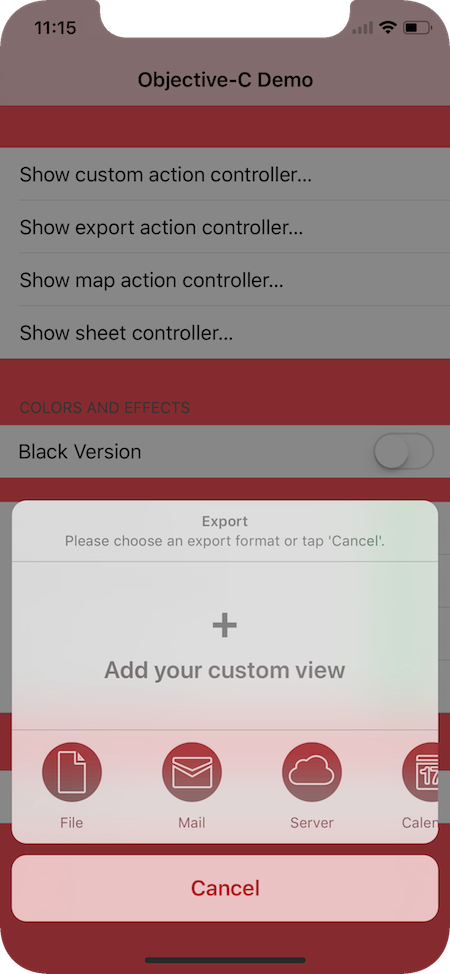 11:15
Objective-C Demo
Show custom action controller...
Show export action controller...
Show map action controller...
Show sheet controller...
COLORS AND EFFECTS
Black Version
Export
Please choose an export format or tap 'Cancel'.
+
Add your custom view
17
File
Mail
Server
Calen
Cancel